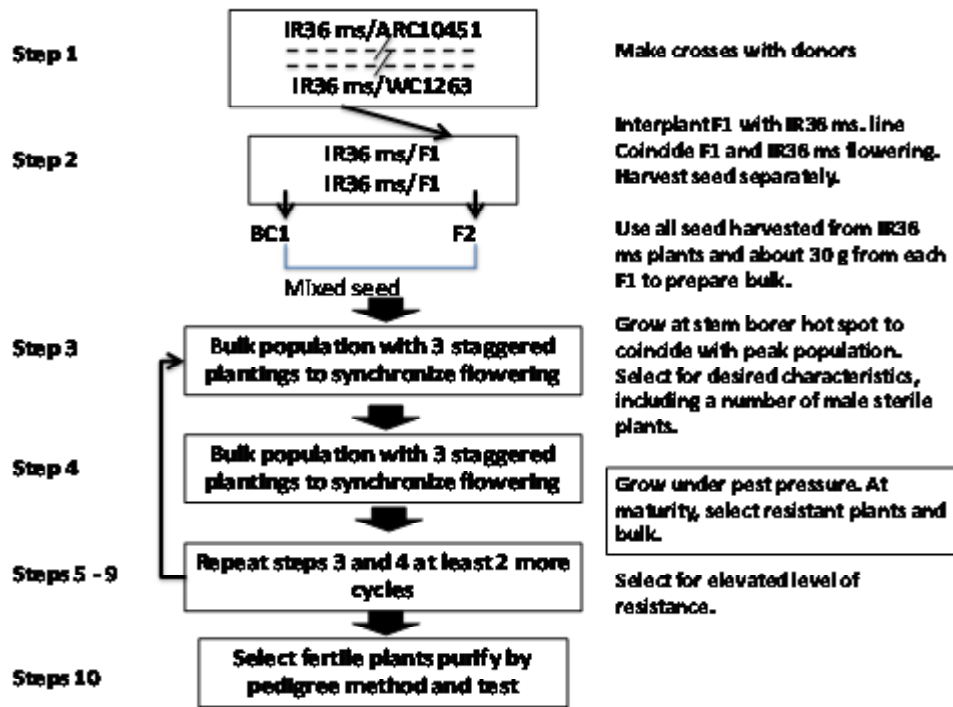 Step 1
IR36 ms/ARC10451
IR36 ms/WC1263
Make crosses with donors
Step 2
IR36 ms/F1
IR36 ms/F1
Interplant F1 with IR36 ms. line
Coincide F1 and IR36 ms flowering.
Harvest seed separately.
BC1
F2
Mixed seed
Use all seed harvested from IR36
ms plants and about 30 g from each
F1 to prepare bulk.
Step 3
Bulk population with 3 staggered
plantings to synchronize flowering
Grow at stem borer hot spot to
coincide with peak population.
Select for desired characteristics,
including a number of male sterile
plants.
Step 4
Bulk population with 3 staggered
plantings to synchronize flowering
Grow under pest pressure. At
maturity, select resistant plants and
bulk.
Steps 5 - 9
Repeat steps 3 and 4 at least 2 more
cycles
Select for elevated level of
resistance.
Steps 10
Select fertile plants purify by
pedigree method and test